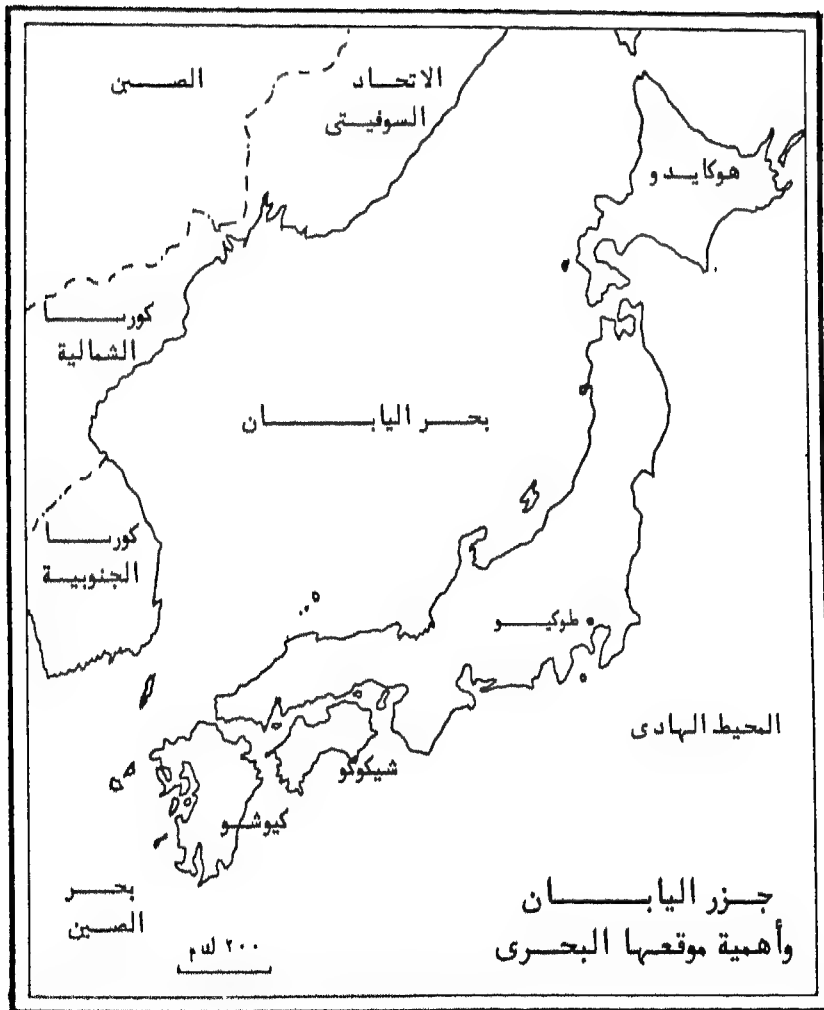 الصين
الاتحاد
السوفيتى
هوكايدو
كوريا
الشمالية
بحر اليابان
كوريا
الجنوبية
طوكيو
المحيط الهادى
شيكوكو
كيوشو
بحر
الصين
٢٠٠ كم
جزر اليابان
وأهمية موقعها البحرى